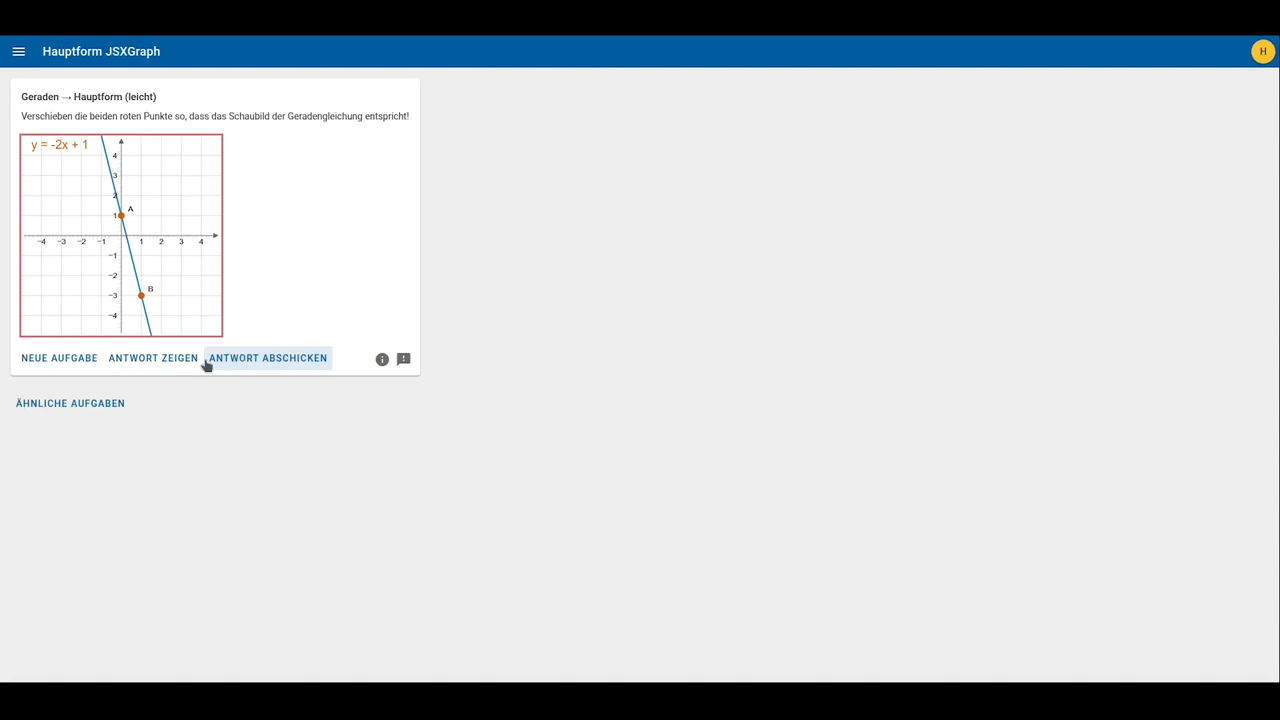 Hauptform JSXGraph
H
Geraden → Hauptform (leicht)
Verschieben die beiden roten Punkte so, dass das Schaubild der Geradengleichung entspricht!
y = -2x + 1
4
3
2
A
1
−4 −3 −2 −1 1 2 3 4
−1
−2
B
−3
−4
NEUE AUFGABE ANTWORT ZEIGEN ANTWORT ABSCHICKEN
ÄHNLICHE AUFGABEN